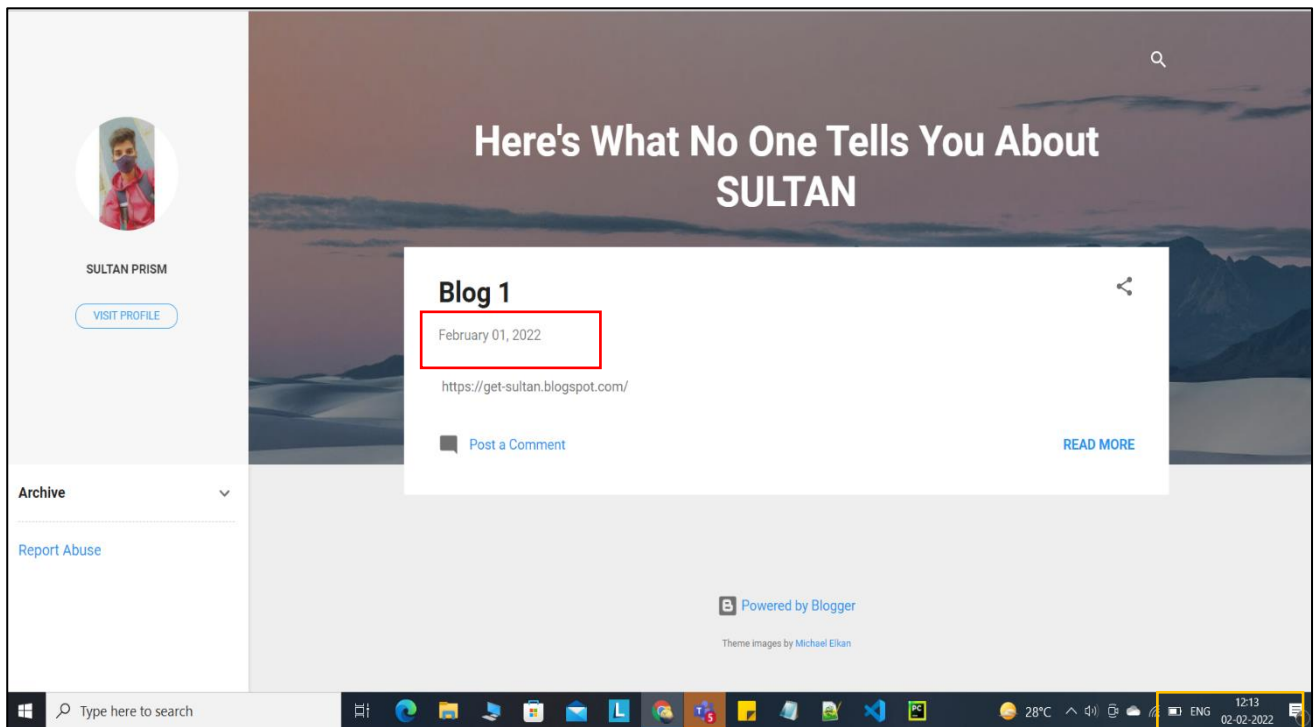 Here's What No One Tells You About
SULTAN
SULTAN PRISM
VISIT PROFILE
Blog 1
February 01, 2022
https://get-sultan.blogspot.com/
Post a Comment
READ MORE
Archive
Report Abuse
Powered by Blogger
Theme images by Michael Elkan
Type here to search
L
T
5
PC
28°C
ENG
12:13
02-02-2022